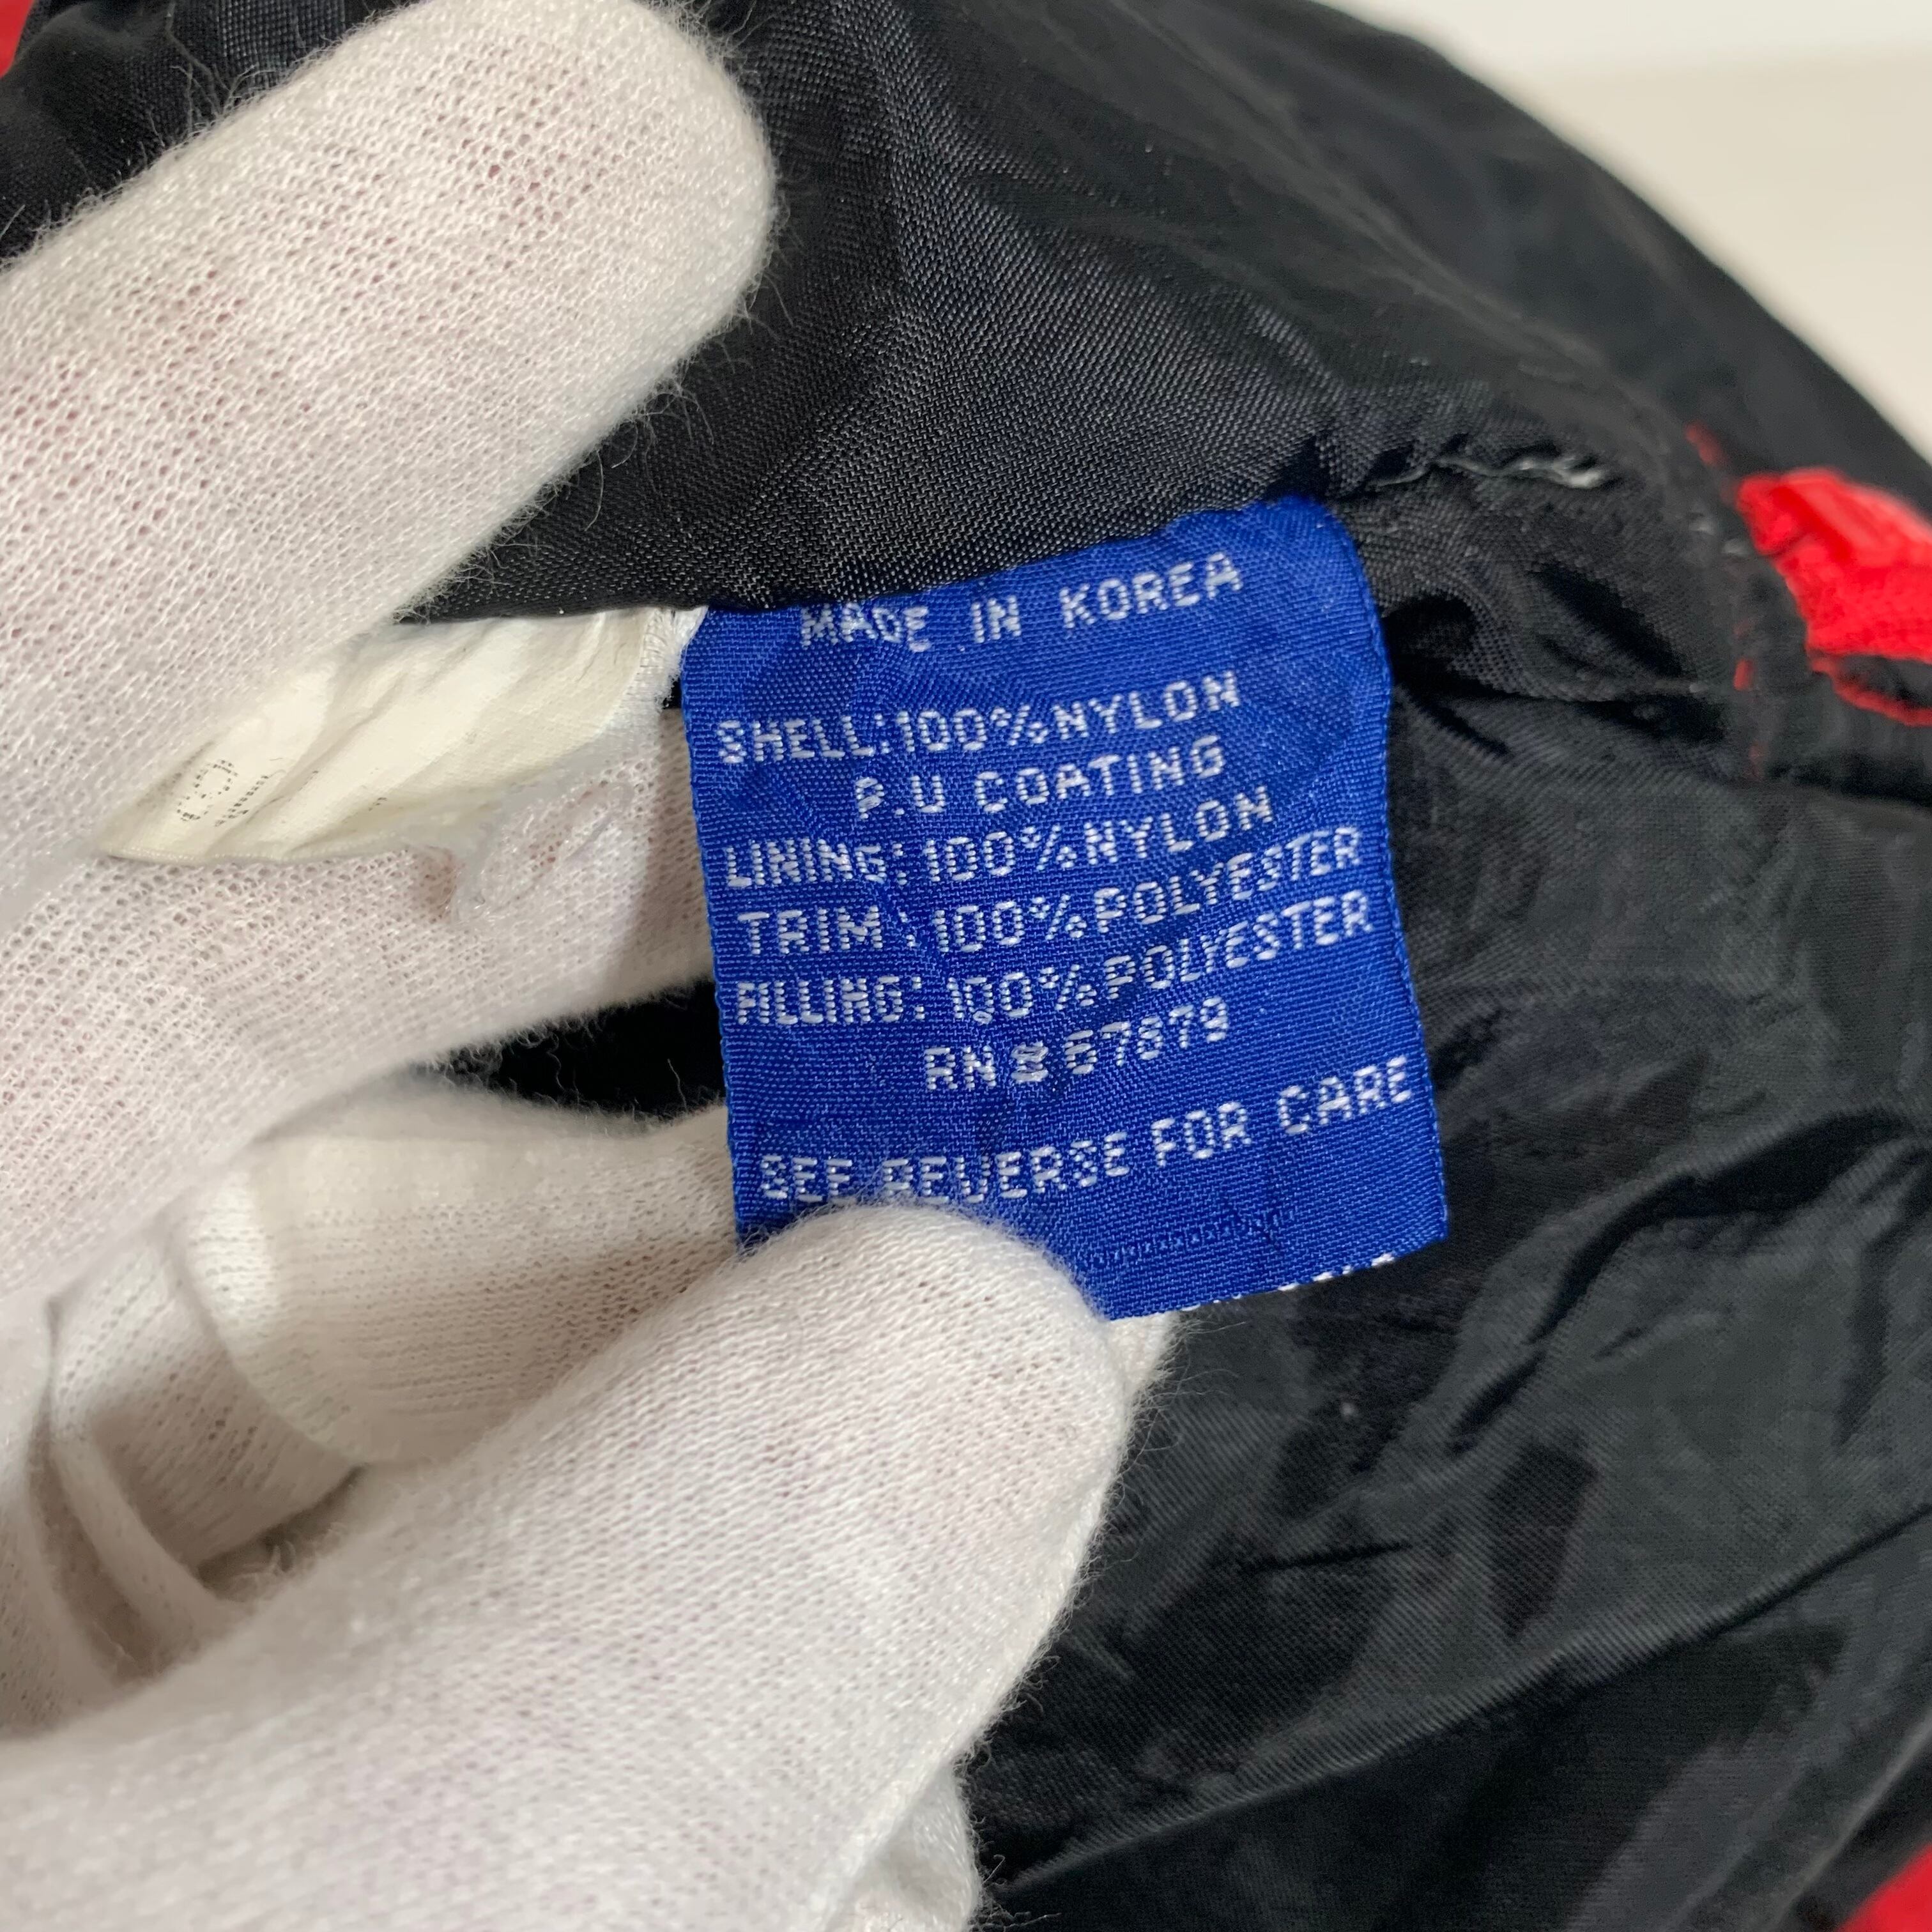 MADE IN KOREA
SHELL:100%NYLON
P.U COATING
LINING:100%NYLON
TRIM:100%POLYESTER
FILLING:100%POLYESTER
RN
SEE REVERSE FOR CARE